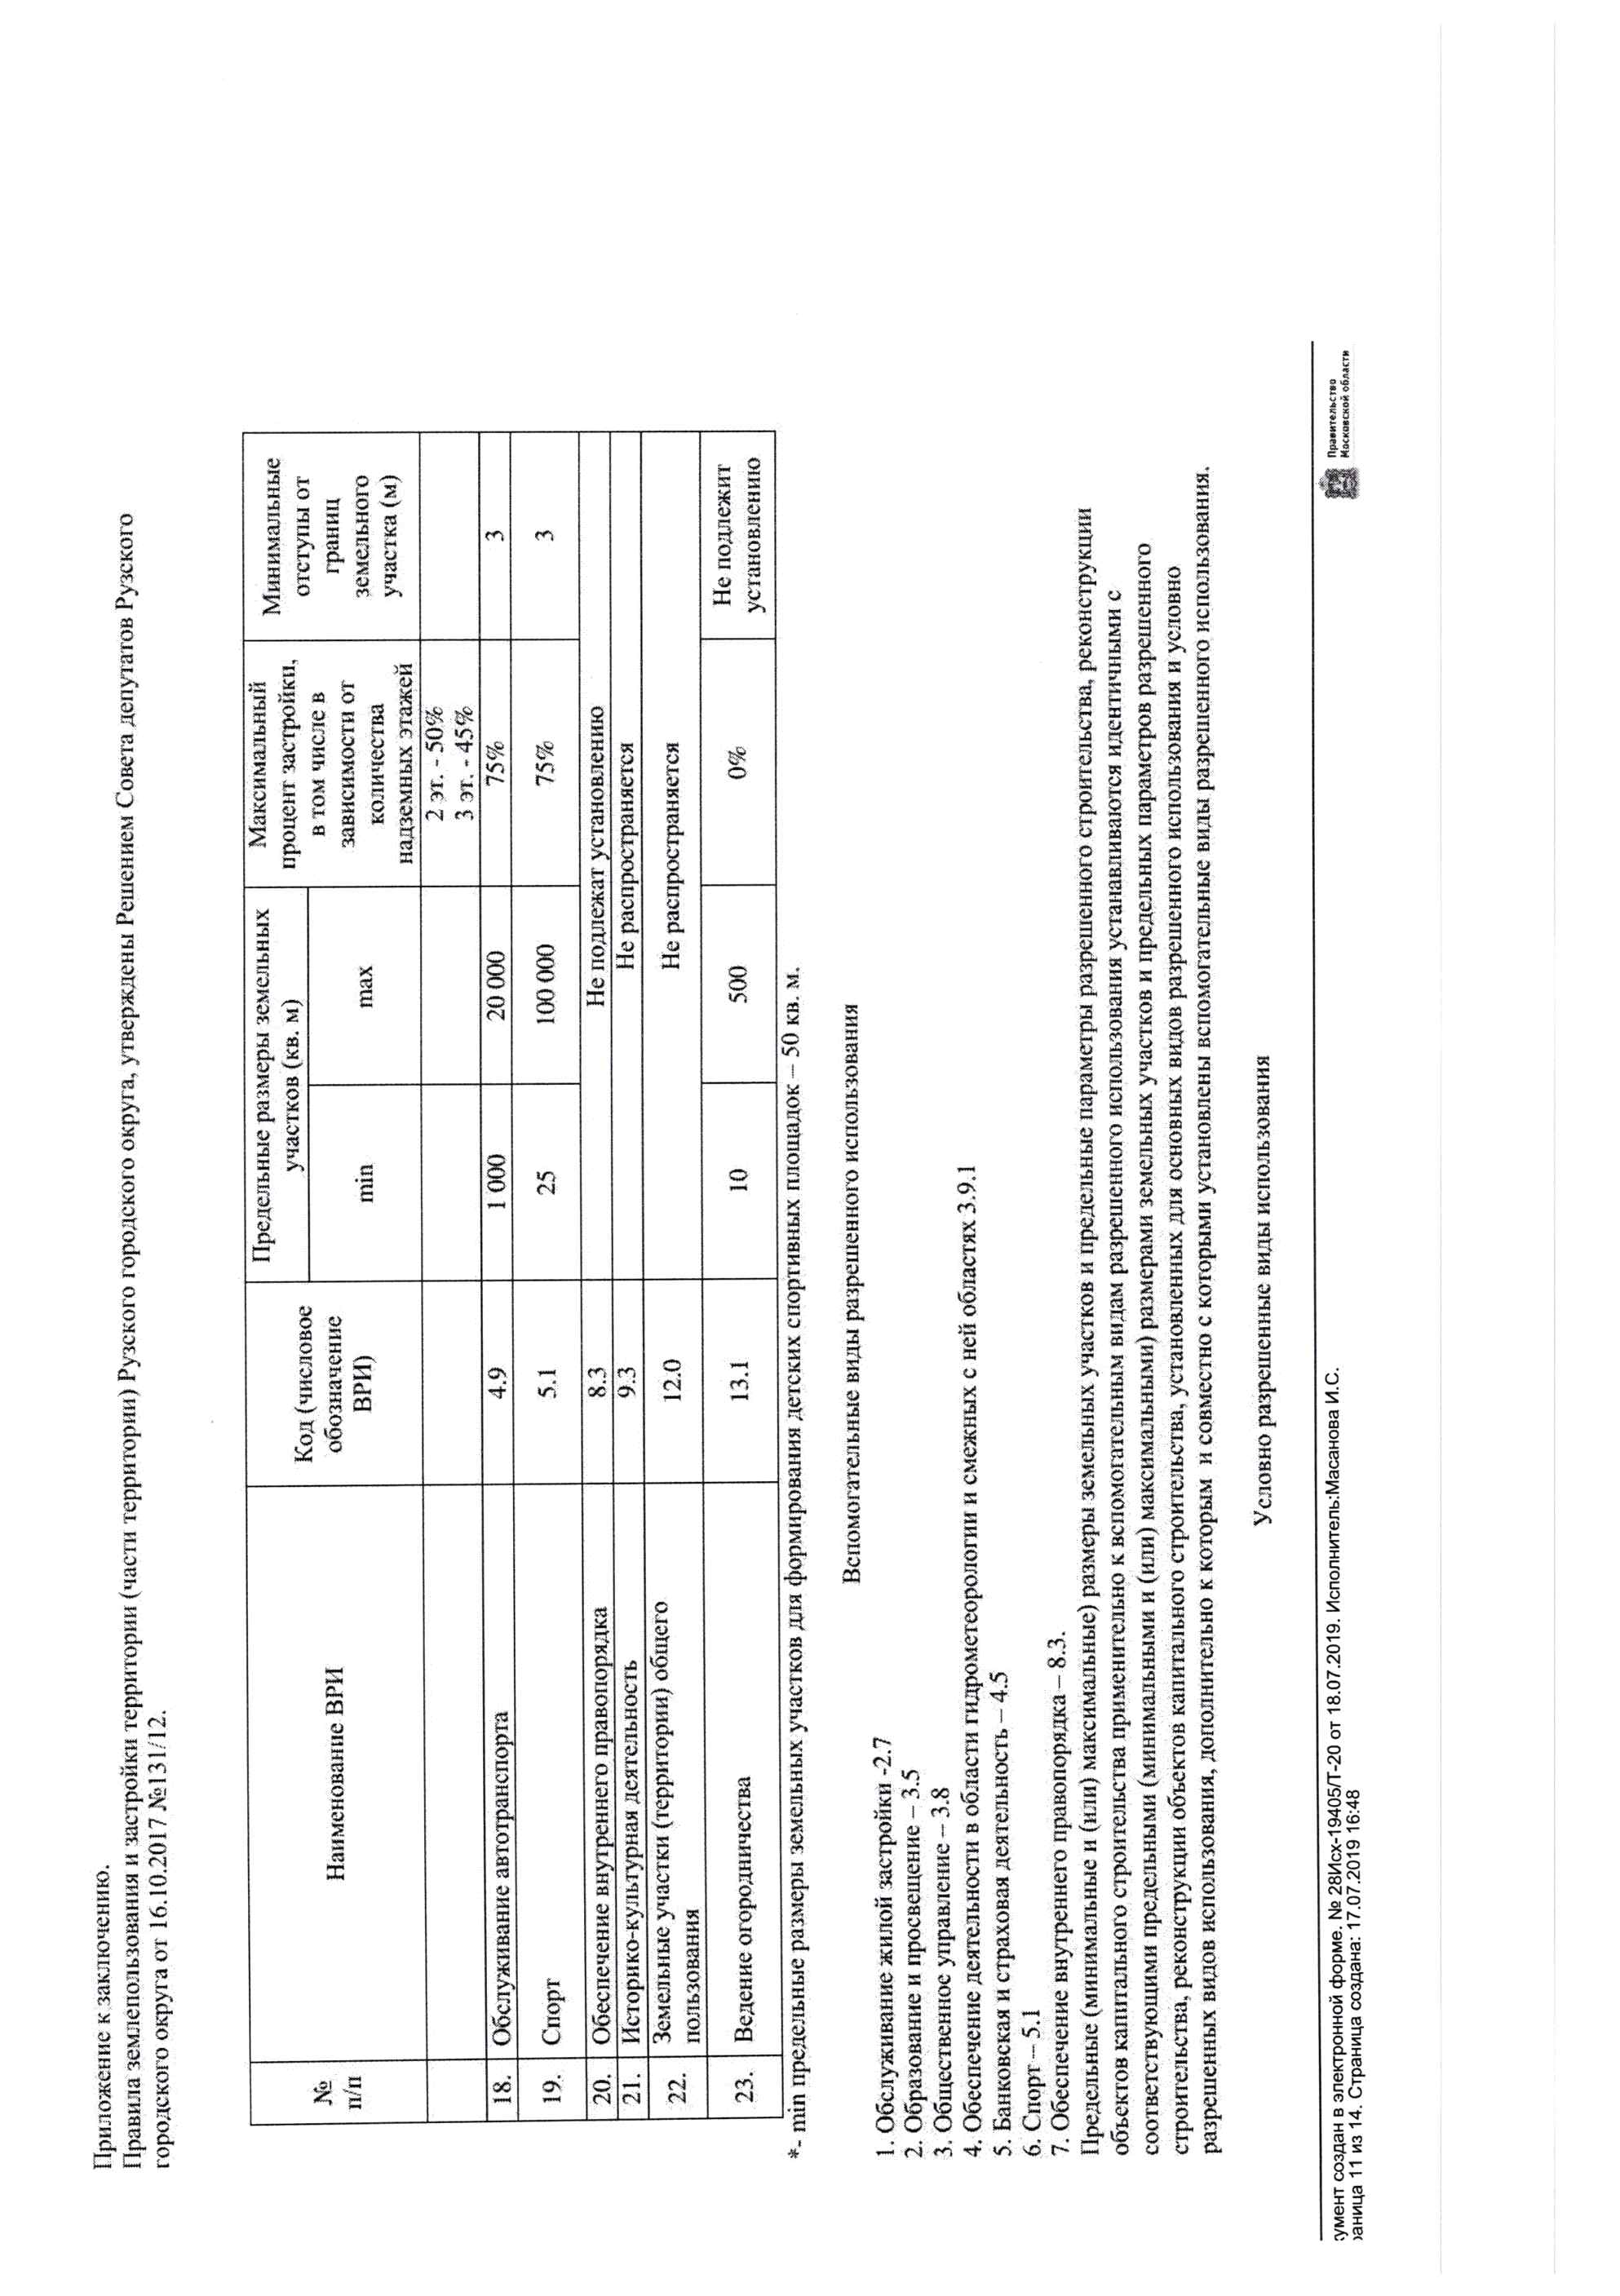 Приложение к заключению.
Правила землепользования и застройки территории (части территории) Рузского городского округа, утверждены Решением Совета депутатов Рузского
городского округа от 16.10.2017 №131/12.
№ п/п | Наименование ВРИ | Код (числовое обозначение ВРИ) | Предельные размеры земельных участков (кв. м) | Максимальный процент застройки, в том числе в зависимости от количества надземных этажей | Минимальные отступы от границ земельного участка (м)
min | max
2 эт. - 50%
3 эт. - 45%
18. | Обслуживание автотранспорта | 4.9 | 1 000 | 20 000 | 75% | 3
19. | Спорт | 5.1 | 25 | 100 000 | 75% | 3
20. | Обеспечение внутреннего правопорядка | 8.3 | Не подлежат установлению
21. | Историко-культурная деятельность | 9.3 | Не распространяется
22. | Земельные участки (территории) общего пользования | 12.0 | Не распространяется
23. | Ведение огородничества | 13.1 | 10 | 500 | 0% | Не подлежит установлению
*- min предельные размеры земельных участков для формирования детских спортивных площадок – 50 кв. м.
Вспомогательные виды разрешенного использования
1. Обслуживание жилой застройки -2.7
2. Образование и просвещение – 3.5
3. Общественное управление – 3.8
4. Обеспечение деятельности в области гидрометеорологии и смежных с ней областях 3.9.1
5. Банковская и страховая деятельность – 4.5
6. Спорт – 5.1
7. Обеспечение внутреннего правопорядка – 8.3.
Предельные (минимальные и (или) максимальные) размеры земельных участков и предельные параметры разрешенного строительства, реконструкции
объектов капитального строительства применительно к вспомогательным видам разрешенного использования устанавливаются идентичными с
соответствующими предельными (минимальными и (или) максимальными) размерами земельных участков и предельных параметров разрешенного
строительства, реконструкции объектов капитального строительства, установленных для основных видов разрешенного использования и условно
разрешенных видов использования, дополнительно к которым и совместно с которыми установлены вспомогательные виды разрешенного использования.
Условно разрешенные виды использования
умент создан в электронной форме. № 28Исх-19405/Т-20 от 18.07.2019. Исполнитель:Масанова И.С.
аница 11 из 14. Страница создана: 17.07.2019 16:48
Правительство
Московской области